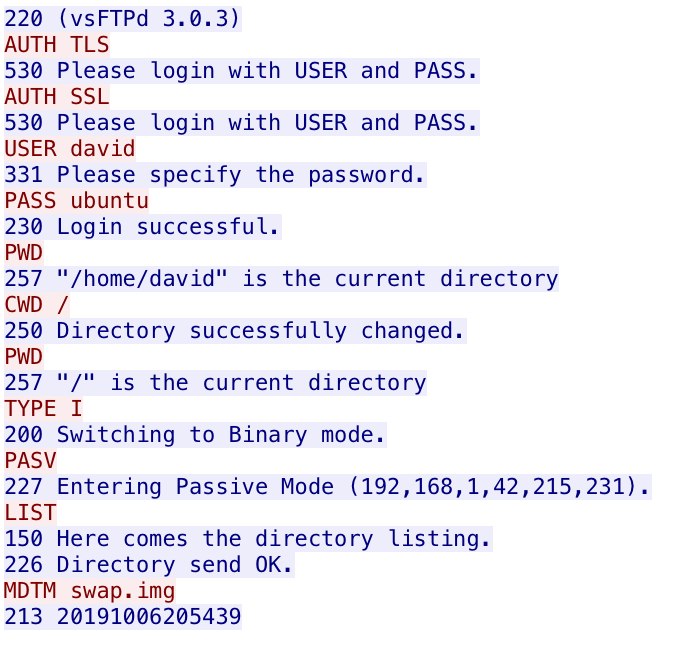 220 (vsFTPd 3.0.3)
AUTH TLS
530 Please login with USER and PASS.
AUTH SSL
530 Please login with USER and PASS.
USER david
331 Please specify the password.
PASS ubuntu
230 Login successful.
PWD
257 "/home/david" is the current directory
CWD /
250 Directory successfully changed.
PWD
257 "/" is the current directory
TYPE I
200 Switching to Binary mode.
PASV
227 Entering Passive Mode (192,168,1,42,215,231).
LIST
150 Here comes the directory listing.
226 Directory send OK.
MDTM swap.img
213 20191006205439